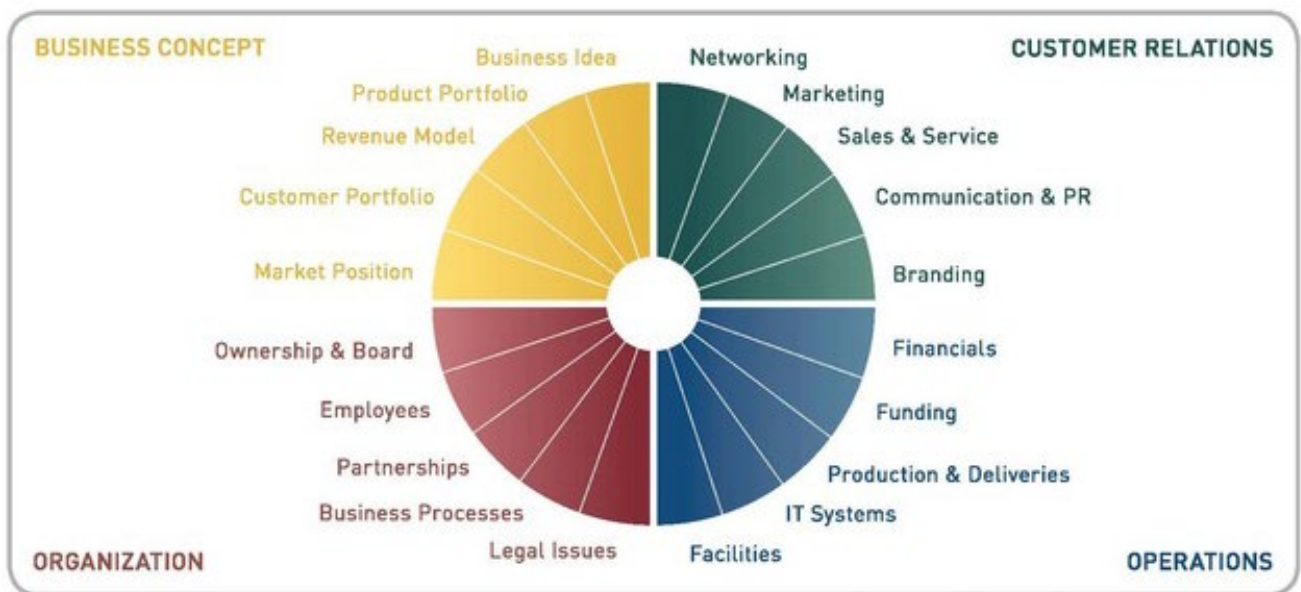 BUSINESS CONCEPT
Business Idea
Product Portfolio
Revenue Model
Customer Portfolio
Market Position
CUSTOMER RELATIONS
Networking
Marketing
Sales & Service
Communication & PR
Branding
Ownership & Board
Employees
Partnerships
Business Processes
Legal Issues
ORGANIZATION
Financials
Funding
Production & Deliveries
IT Systems
Facilities
OPERATIONS